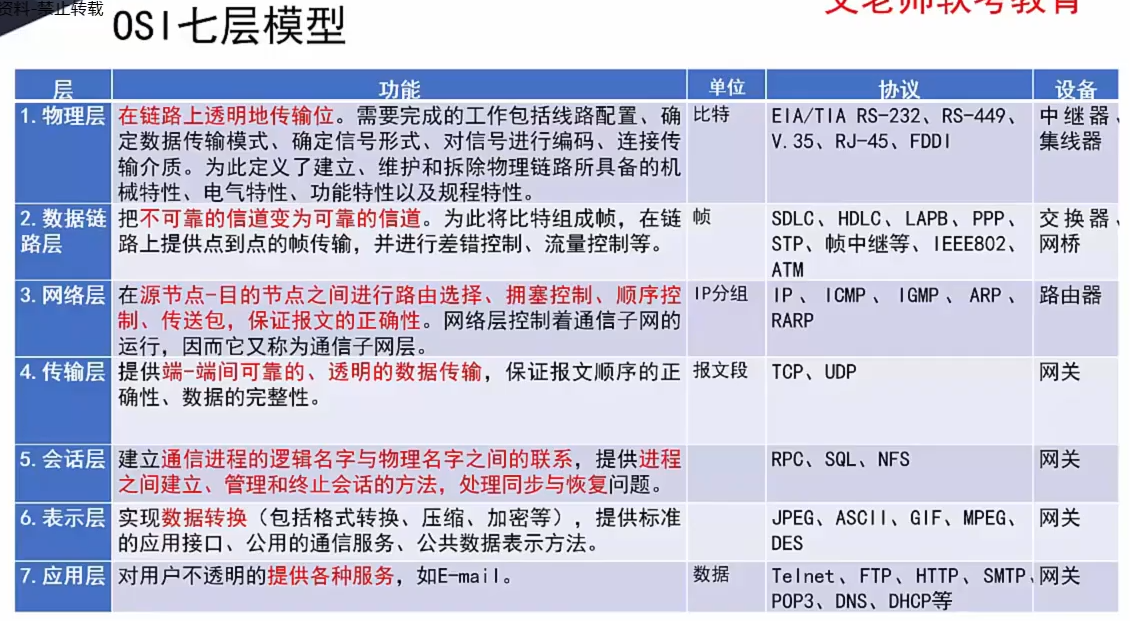 资料-禁止转载
文老师软考教育
OSI七层模型
层 功能 单位 协议 设备
1.物理层 在链路上透明地传输位。需要完成的工作包括线路配置、确 比特 EIA/TIA RS-232、RS-449、 中继器、
定数据传输模式、确定信号形式、对信号进行编码、连接传 V.35、RJ-45、FDDI 集线器
输介质。为此定义了建立、维护和拆除物理链路所具备的机
械特性、电气特性、功能特性以及规程特性。
2.数据链 把不可靠的信道变为可靠的信道。为此将比特组成帧，在链 帧 SDLC、HDLC、LAPB、PPP、 交换器、
路层 路上提供点到点的帧传输，并进行差错控制、流量控制等。 STP、帧中继等、IEEE802、 网桥
ATM
3.网络层 在源节点-目的节点之间进行路由选择、拥塞控制、顺序控 IP分组 IP、ICMP、IGMP、ARP、 路由器
制、传送包，保证报文的正确性。网络层控制着通信子网的 RARP
运行，因而它又称为通信子网层。
4.传输层 提供端-端间可靠的、透明的数据传输，保证报文顺序的正 报文段 TCP、UDP 网关
确性、数据的完整性。
5.会话层 建立通信进程的逻辑名字与物理名字之间的联系，提供进程 RPC、SQL、NFS 网关
之间建立、管理和终止会话的方法，处理同步与恢复问题。
6.表示层 实现数据转换（包括格式转换、压缩、加密等），提供标准 JPEG、ASCII、GIF、MPEG、 网关
的应用接口、公用的通信服务、公共数据表示方法。 DES
7.应用层 对用户不透明的提供各种服务，如E-mail。 数据 Telnet、FTP、HTTP、SMTP、 网关
POP3、DNS、DHCP等